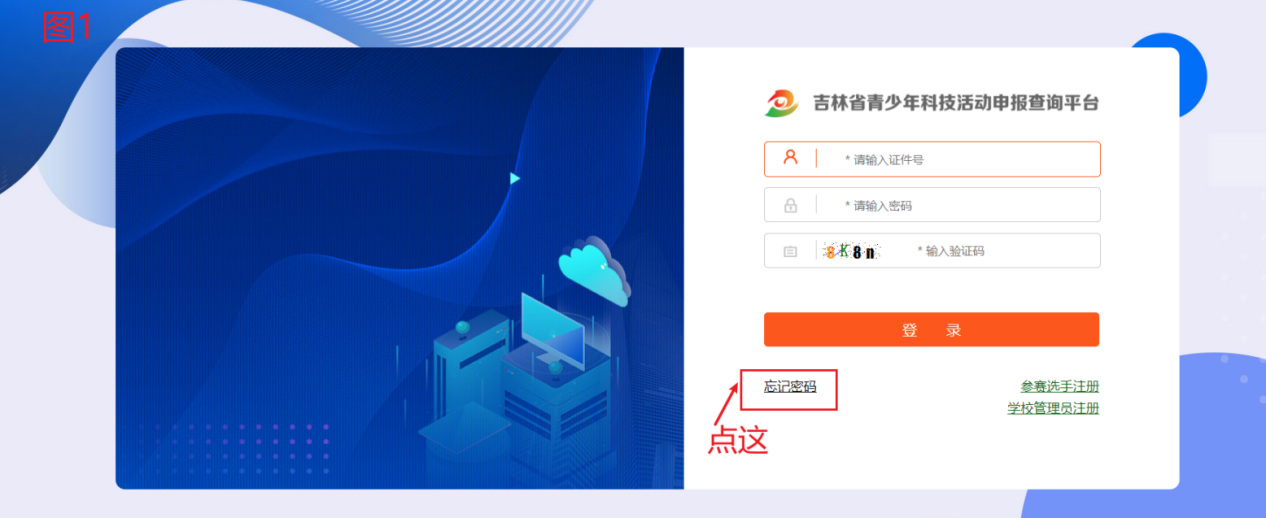 图1
吉林省青少年科技活动申报查询平台
* 请输入证件号
* 请输入密码
8K8n
* 输入验证码
登 录
忘记密码
参赛选手注册
学校管理员注册
点这